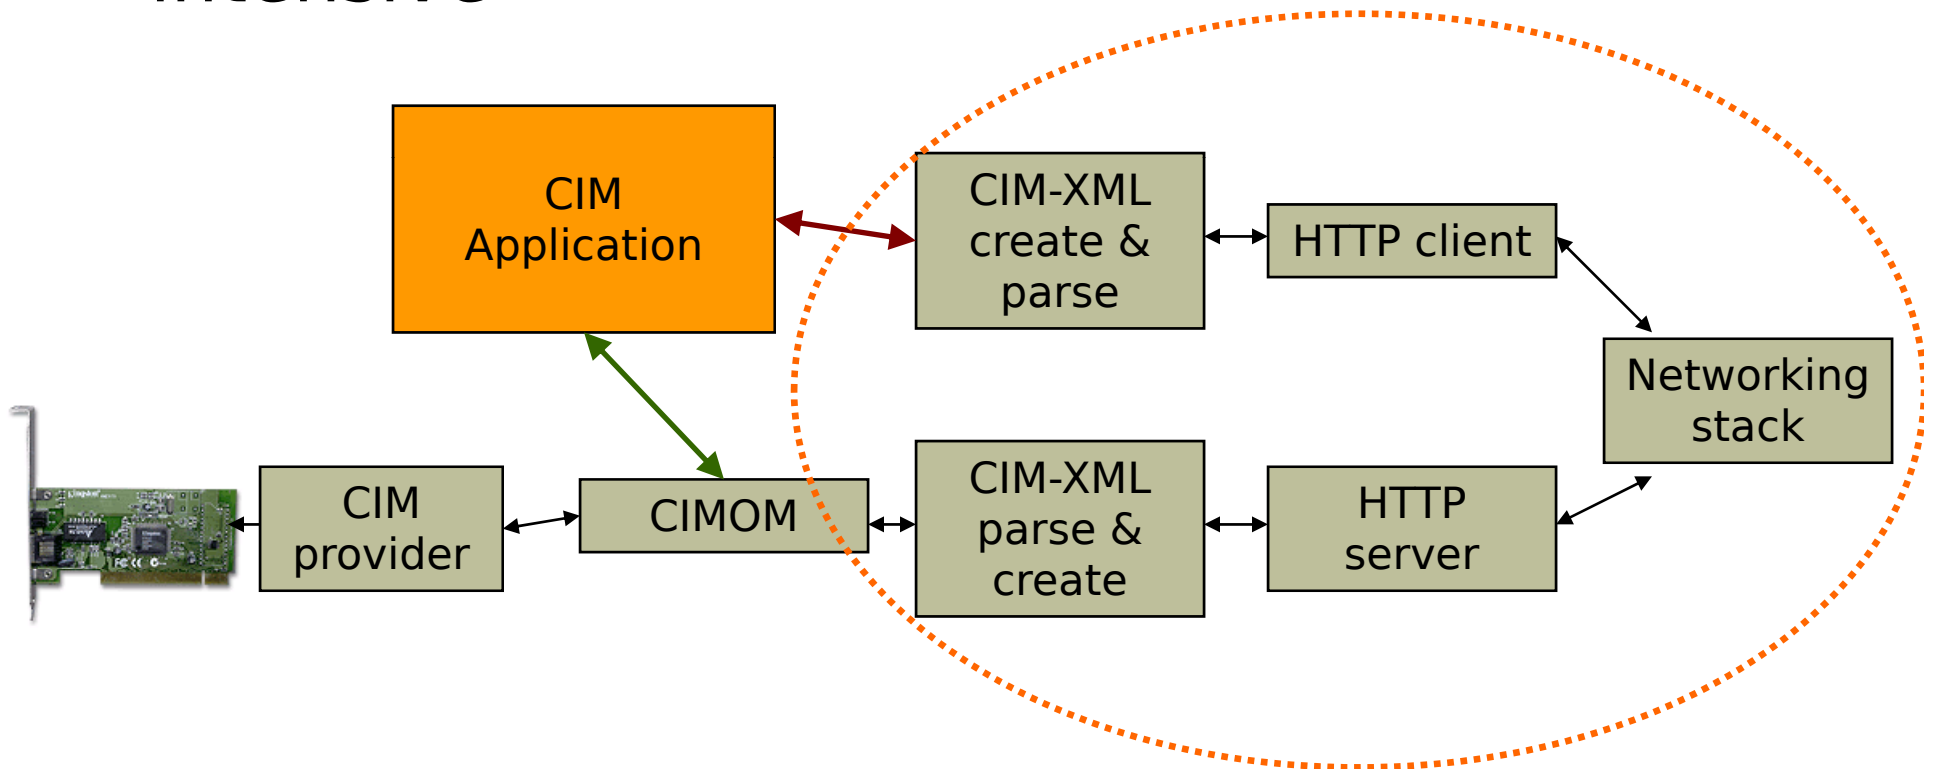 CIM
Application
CIM-XML
create &
parse
HTTP client
Networking
stack
CIM
provider
CIMOM
CIM-XML
parse &
create
HTTP
server